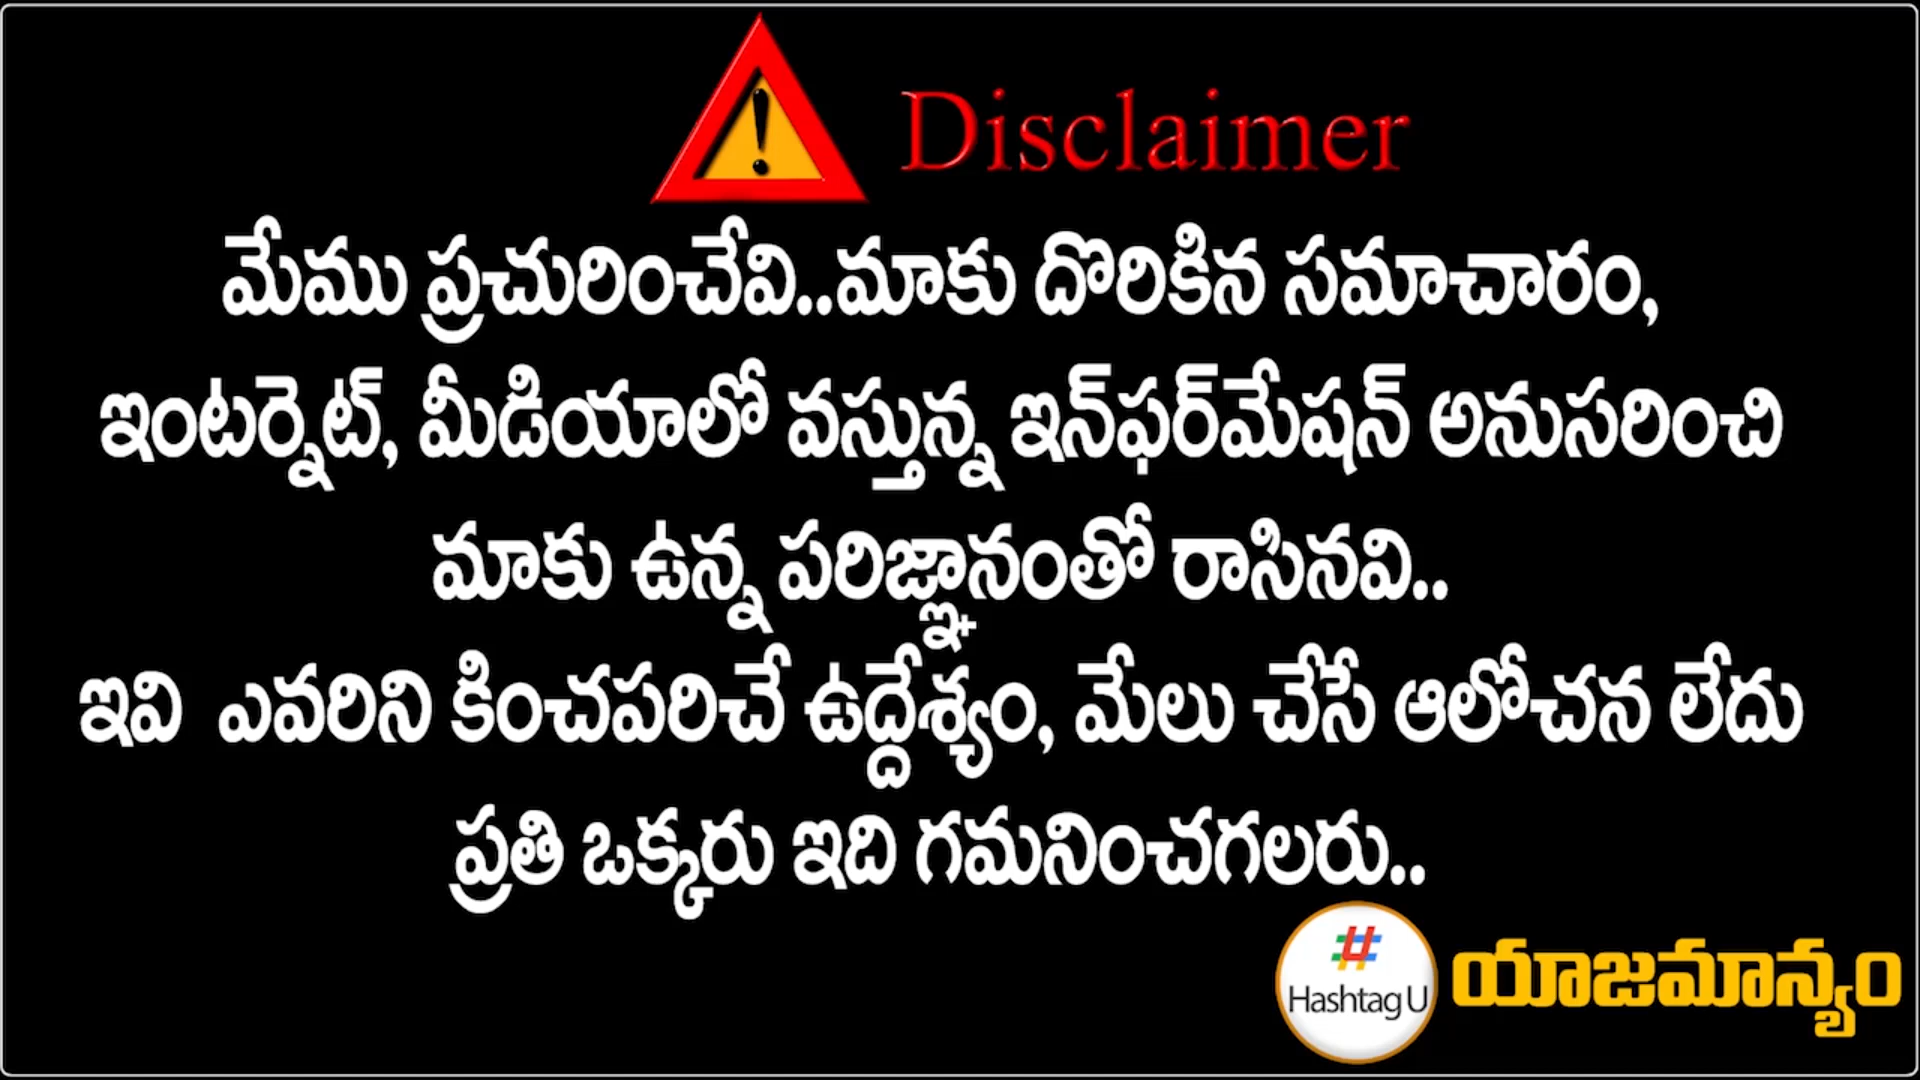 Disclaimer
మేము ప్రచురించేవి..మాకు దొరికిన సమాచారం,
ఇంటర్నెట్, మీడియాలో వస్తున్న ఇన్‌ఫర్‌మేషన్ అనుసరించి
మాకు ఉన్న పరిజ్ఞానంతో రాసినవి..
ఇవి ఎవరిని కించపరిచే ఉద్దేశ్యం, మేలు చేసే ఆలోచన లేదు
ప్రతి ఒక్కరు ఇది గమనించగలరు..
# Hashtag U యాజమాన్యం